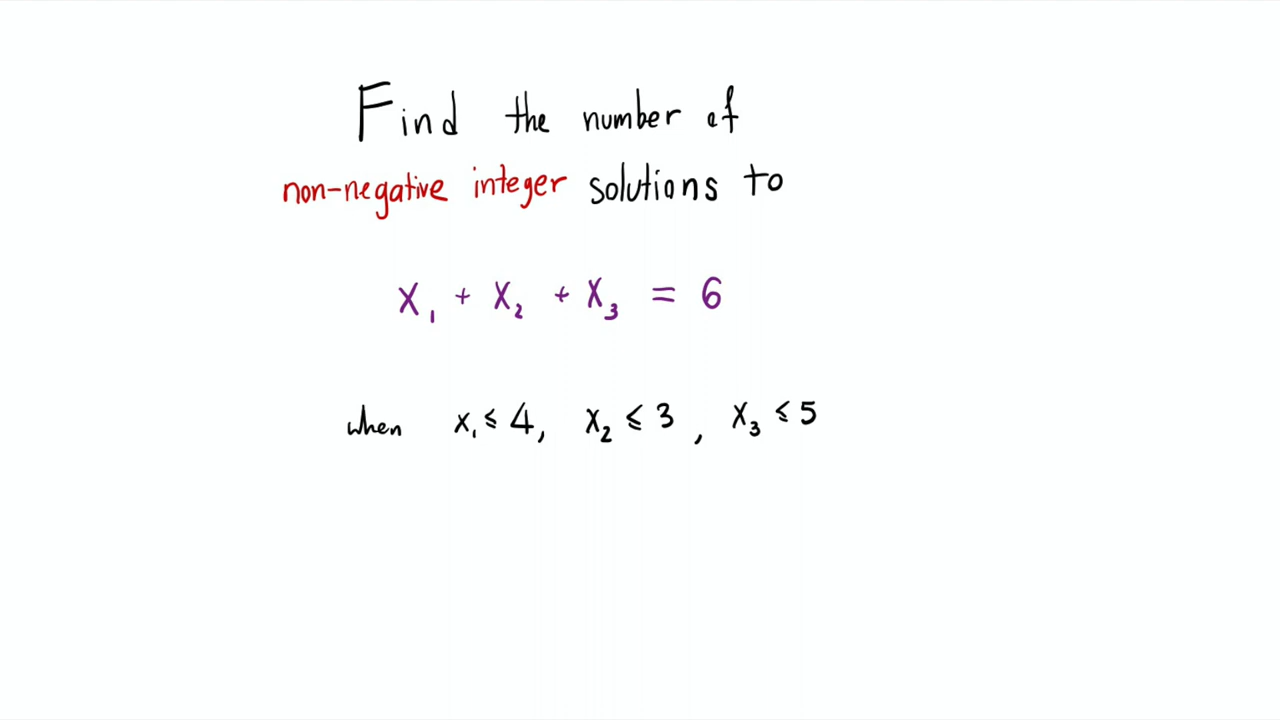 Find the number of
non-negative integer solutions to
x₁ + x₂ + x₃ = 6
when x₁ ⩽ 4, x₂ ⩽ 3, x₃ ⩽ 5